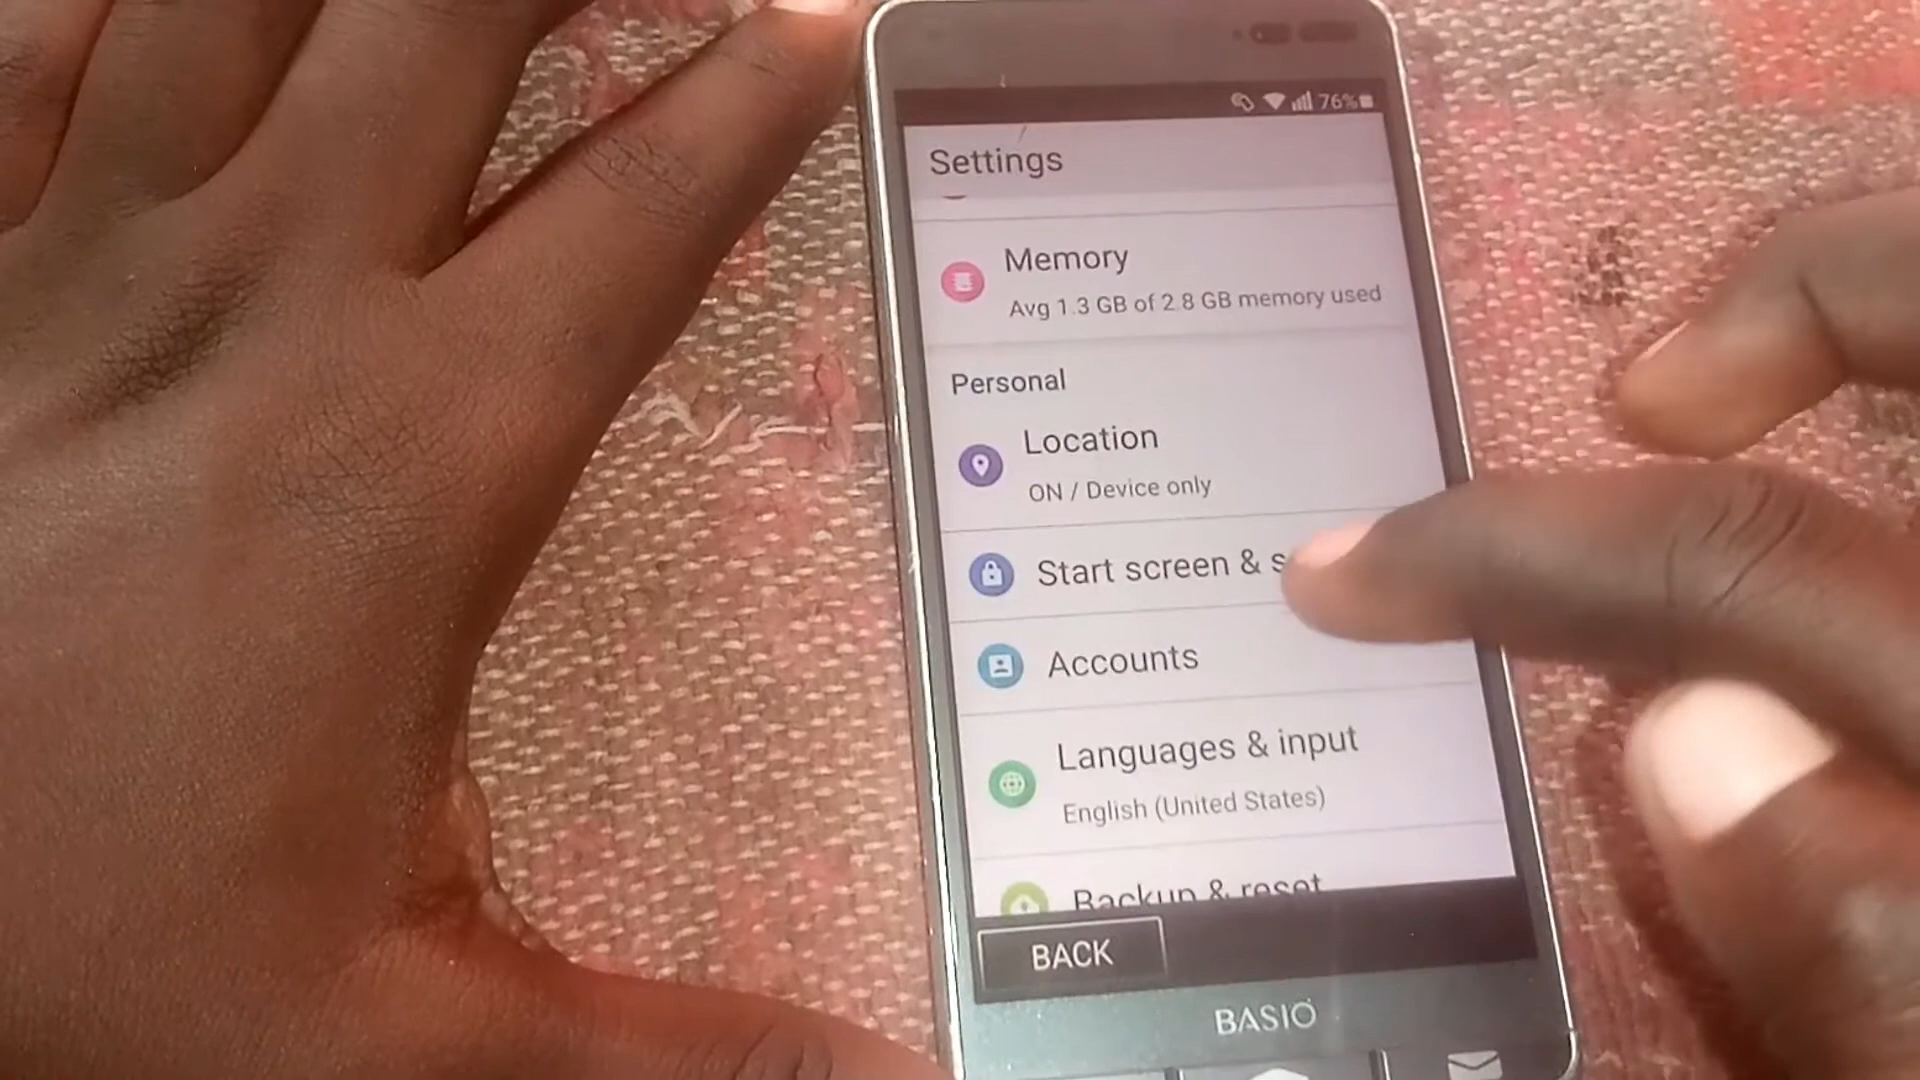 76%
Settings
Memory
Avg 1.3 GB of 2.8 GB memory used
Personal
Location
ON / Device only
Start screen & s
Accounts
Languages & input
English (United States)
Backup & reset
BACK
BASIO